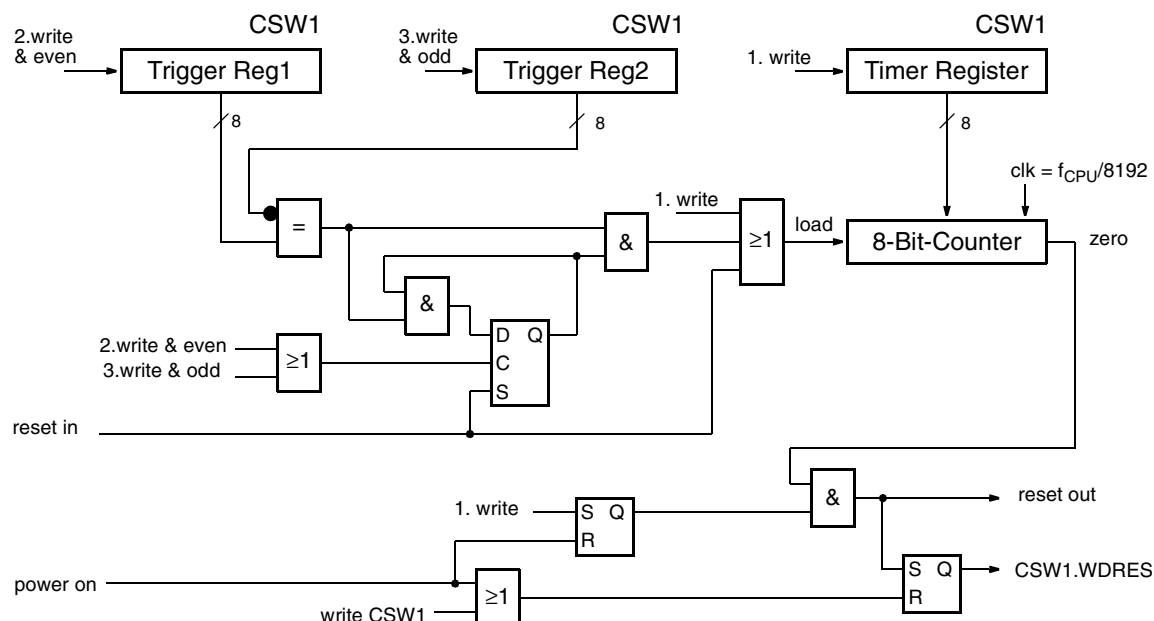 CSW1 CSW1 CSW1
2.write
& even
3.write
& odd
1. write
Trigger Reg1
Trigger Reg2
Timer Register
8
8
8
clk = fCPU/8192
1. write
=
&
≥1
load
8-Bit-Counter
zero
&
D Q
C
S
2.write & even
3.write & odd
≥1
reset in
&
reset out
1. write
S Q
R
power on
write CSW1
≥1
S Q
R
CSW1.WDRES